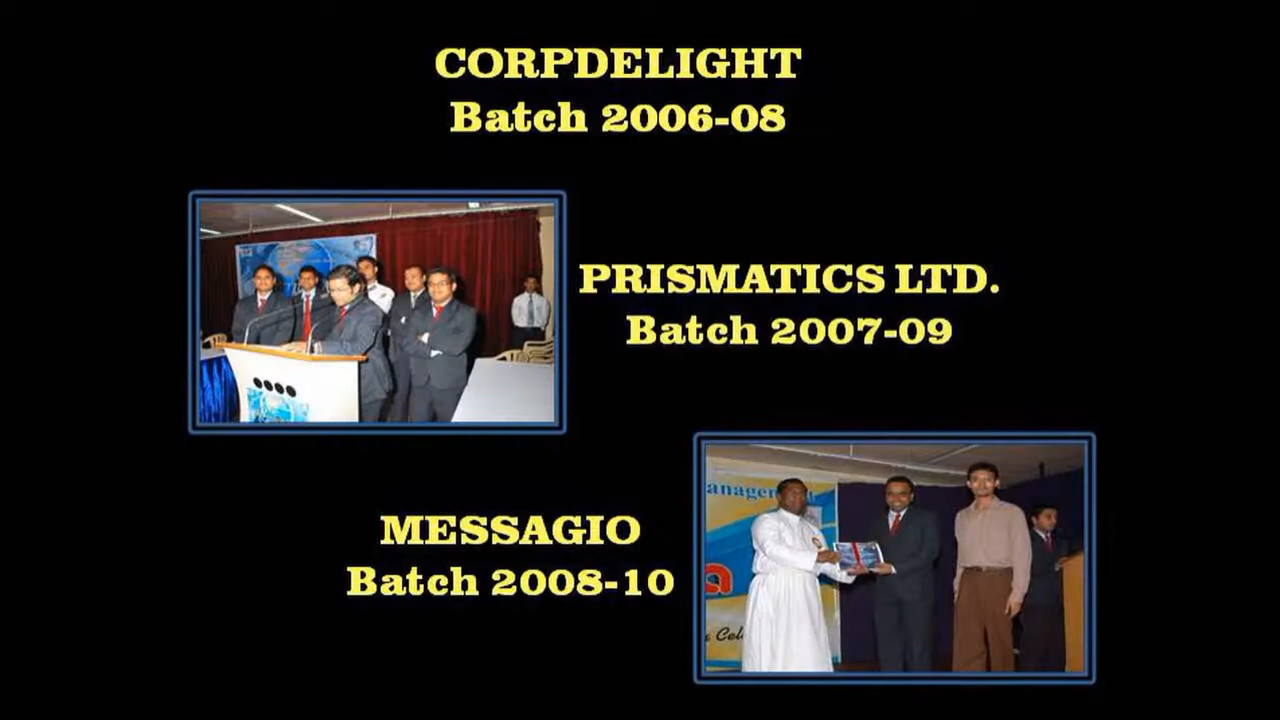 CORPDELIGHT
Batch 2006-08
PRISMATICS LTD.
Batch 2007-09
MESSAGIO
Batch 2008-10